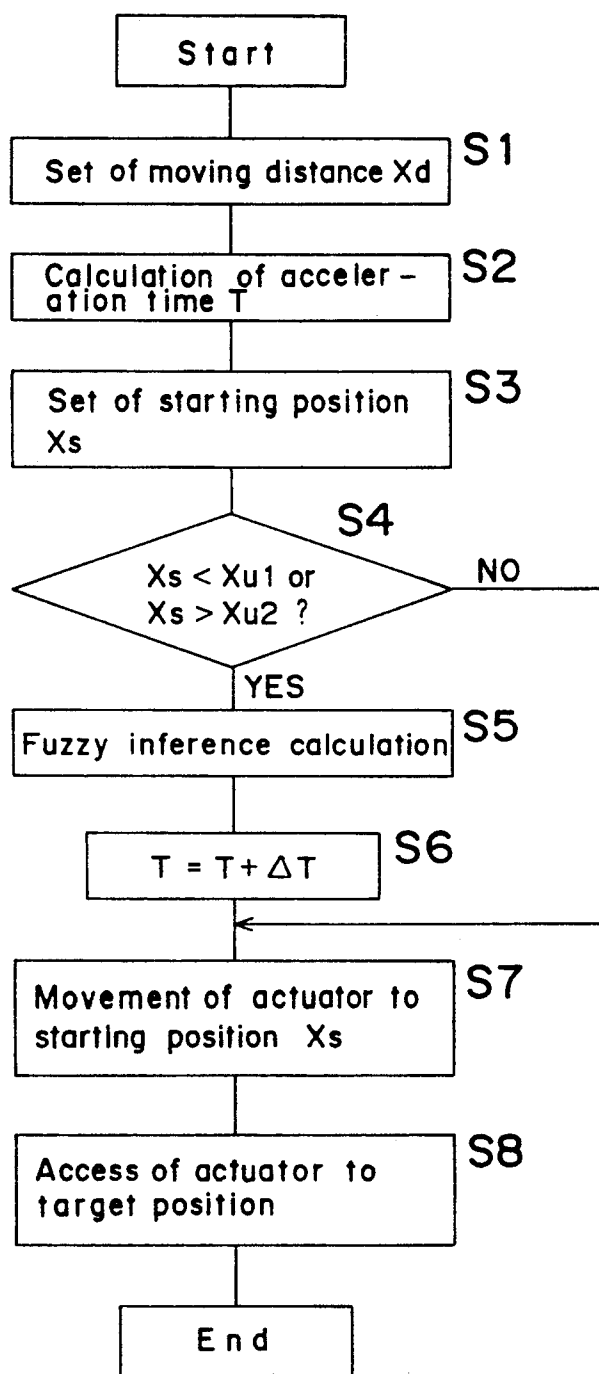 Start
S1
Set of moving distance Xd
S2
Calculation of acceler-
ation time T
S3
Set of starting position
Xs
S4
Xs < Xu1 or
Xs > Xu2 ?
NO
YES
S5
Fuzzy inference calculation
S6
T = T + ΔT
S7
Movement of actuator to
starting position Xs
S8
Access of actuator to
target position
End